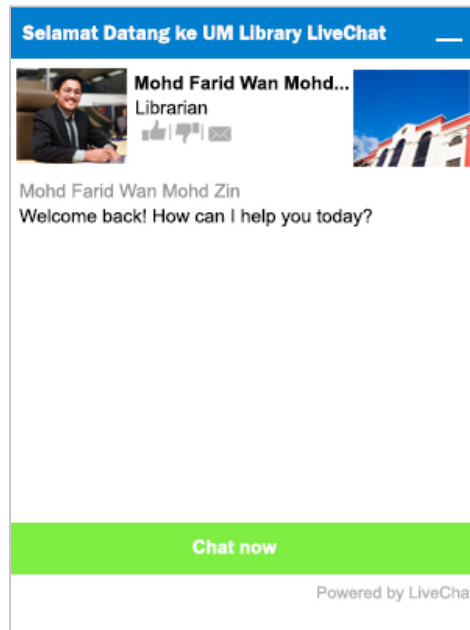 Selamat Datang ke UM Library LiveChat
Mohd Farid Wan Mohd...
Librarian
Mohd Farid Wan Mohd Zin
Welcome back! How can I help you today?
Chat now
Powered by LiveCha